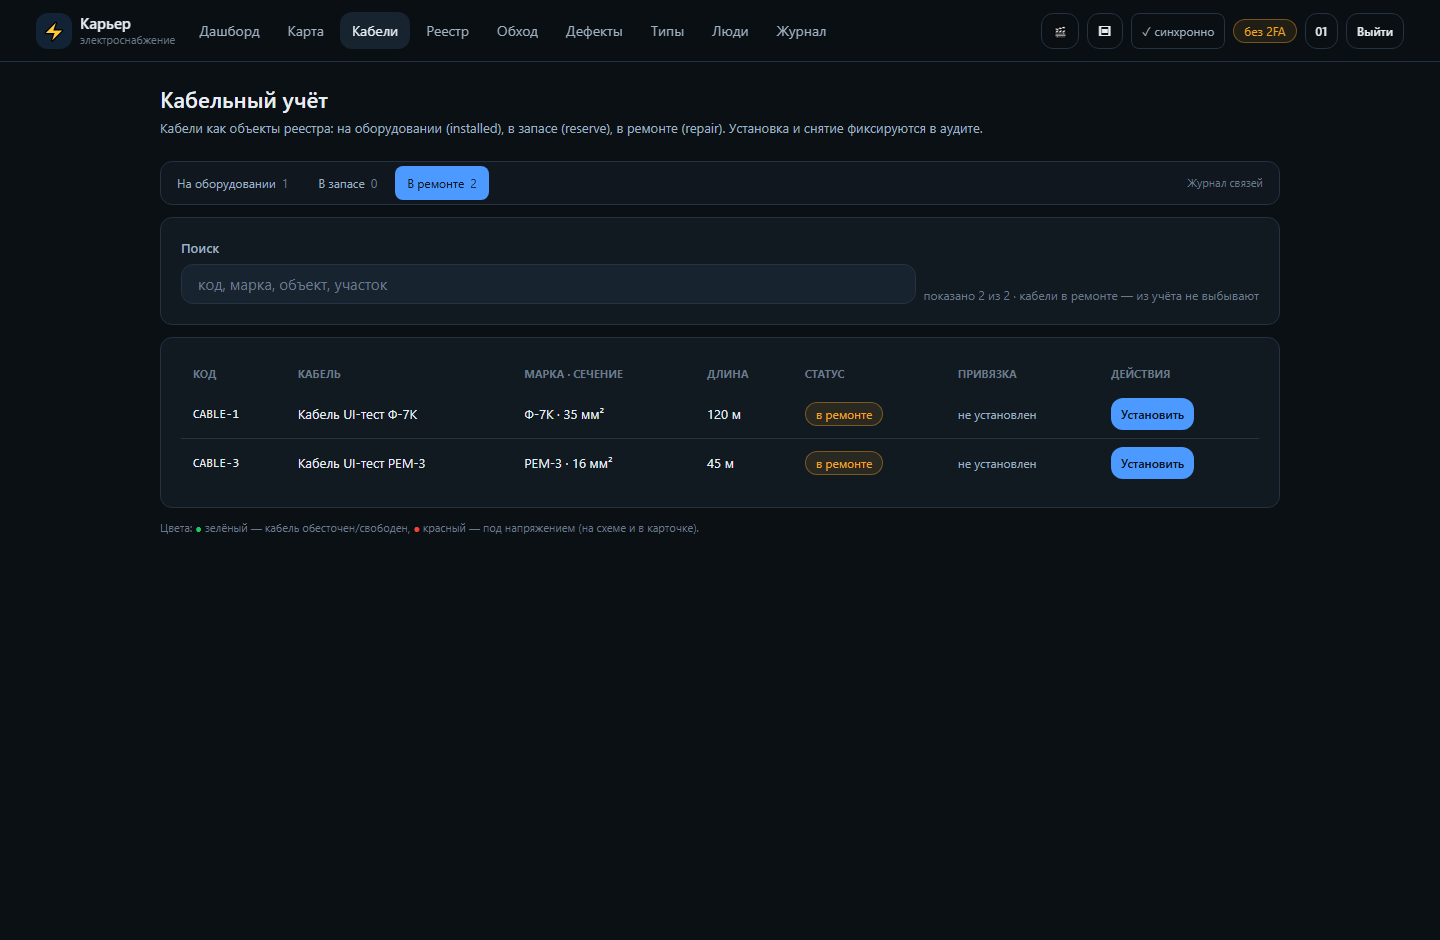 Карьер
электроснабжение
Дашборд Карта Кабели Реестр Обход Дефекты Типы Люди Журнал
✓ синхронно без 2FA 01 Выйти
Кабельный учёт
Кабели как объекты реестра: на оборудовании (installed), в запасе (reserve), в ремонте (repair). Установка и снятие фиксируются в аудите.
На оборудовании 1 В запасе 0 В ремонте 2 Журнал связей
Поиск
код, марка, объект, участок
показано 2 из 2 · кабели в ремонте — из учёта не выбывают
КОД КАБЕЛЬ МАРКА · СЕЧЕНИЕ ДЛИНА СТАТУС ПРИВЯЗКА ДЕЙСТВИЯ
CABLE-1 Кабель UI-тест Ф-7К Ф-7К · 35 мм² 120 м в ремонте не установлен Установить
CABLE-3 Кабель UI-тест РЕМ-3 РЕМ-3 · 16 мм² 45 м в ремонте не установлен Установить
Цвета: ● зелёный — кабель обесточен/свободен, ● красный — под напряжением (на схеме и в карточке).